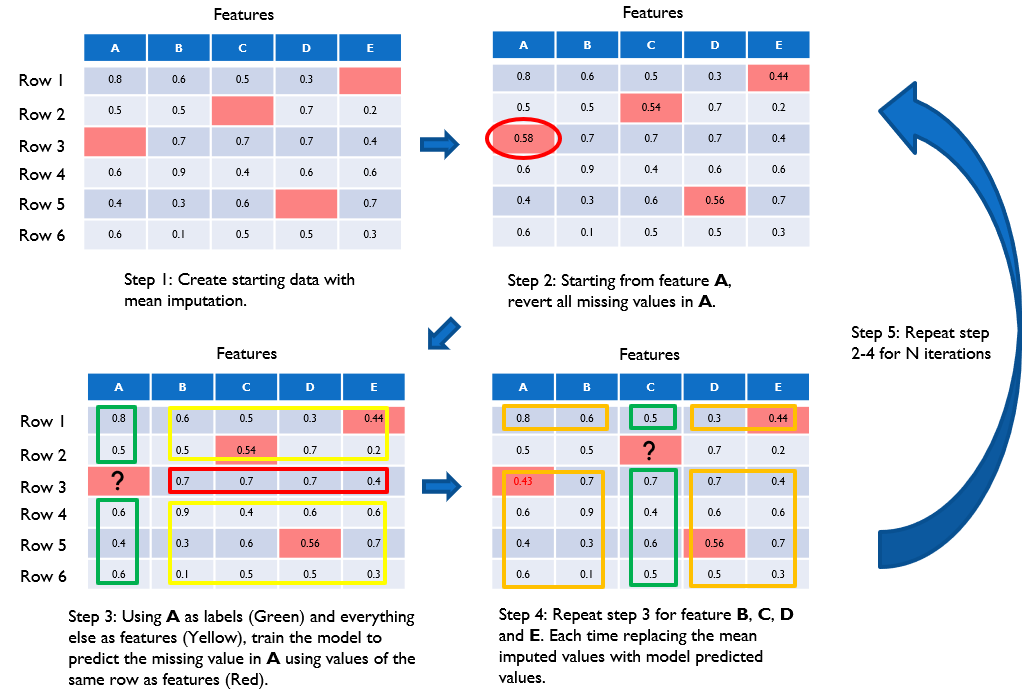 Features
A B C D E
Row 1 0.8 0.6 0.5 0.3
Row 2 0.5 0.5 0.7 0.2
Row 3 0.7 0.7 0.7 0.4
Row 4 0.6 0.9 0.4 0.6 0.6
Row 5 0.4 0.3 0.6 0.7
Row 6 0.6 0.1 0.5 0.5 0.3
Step 1: Create starting data with
mean imputation.
Features
A B C D E
0.8 0.6 0.5 0.3 0.44
0.5 0.5 0.54 0.7 0.2
0.58 0.7 0.7 0.7 0.4
0.6 0.9 0.4 0.6 0.6
0.4 0.3 0.6 0.56 0.7
0.6 0.1 0.5 0.5 0.3
Step 2: Starting from feature A,
revert all missing values in A.
Features
A B C D E
Row 1 0.8 0.6 0.5 0.3 0.44
Row 2 0.5 0.5 0.54 0.7 0.2
Row 3 ? 0.7 0.7 0.7 0.4
Row 4 0.6 0.9 0.4 0.6 0.6
Row 5 0.4 0.3 0.6 0.56 0.7
Row 6 0.6 0.1 0.5 0.5 0.3
Step 3: Using A as labels (Green) and everything
else as features (Yellow), train the model to
predict the missing value in A using values of the
same row as features (Red).
Features
A B C D E
0.8 0.6 0.5 0.3 0.44
0.5 0.5 ? 0.7 0.2
0.43 0.7 0.7 0.7 0.4
0.6 0.9 0.4 0.6 0.6
0.4 0.3 0.6 0.56 0.7
0.6 0.1 0.5 0.5 0.3
Step 4: Repeat step 3 for feature B, C, D
and E. Each time replacing the mean
imputed values with model predicted
values.
Step 5: Repeat step
2-4 for N iterations